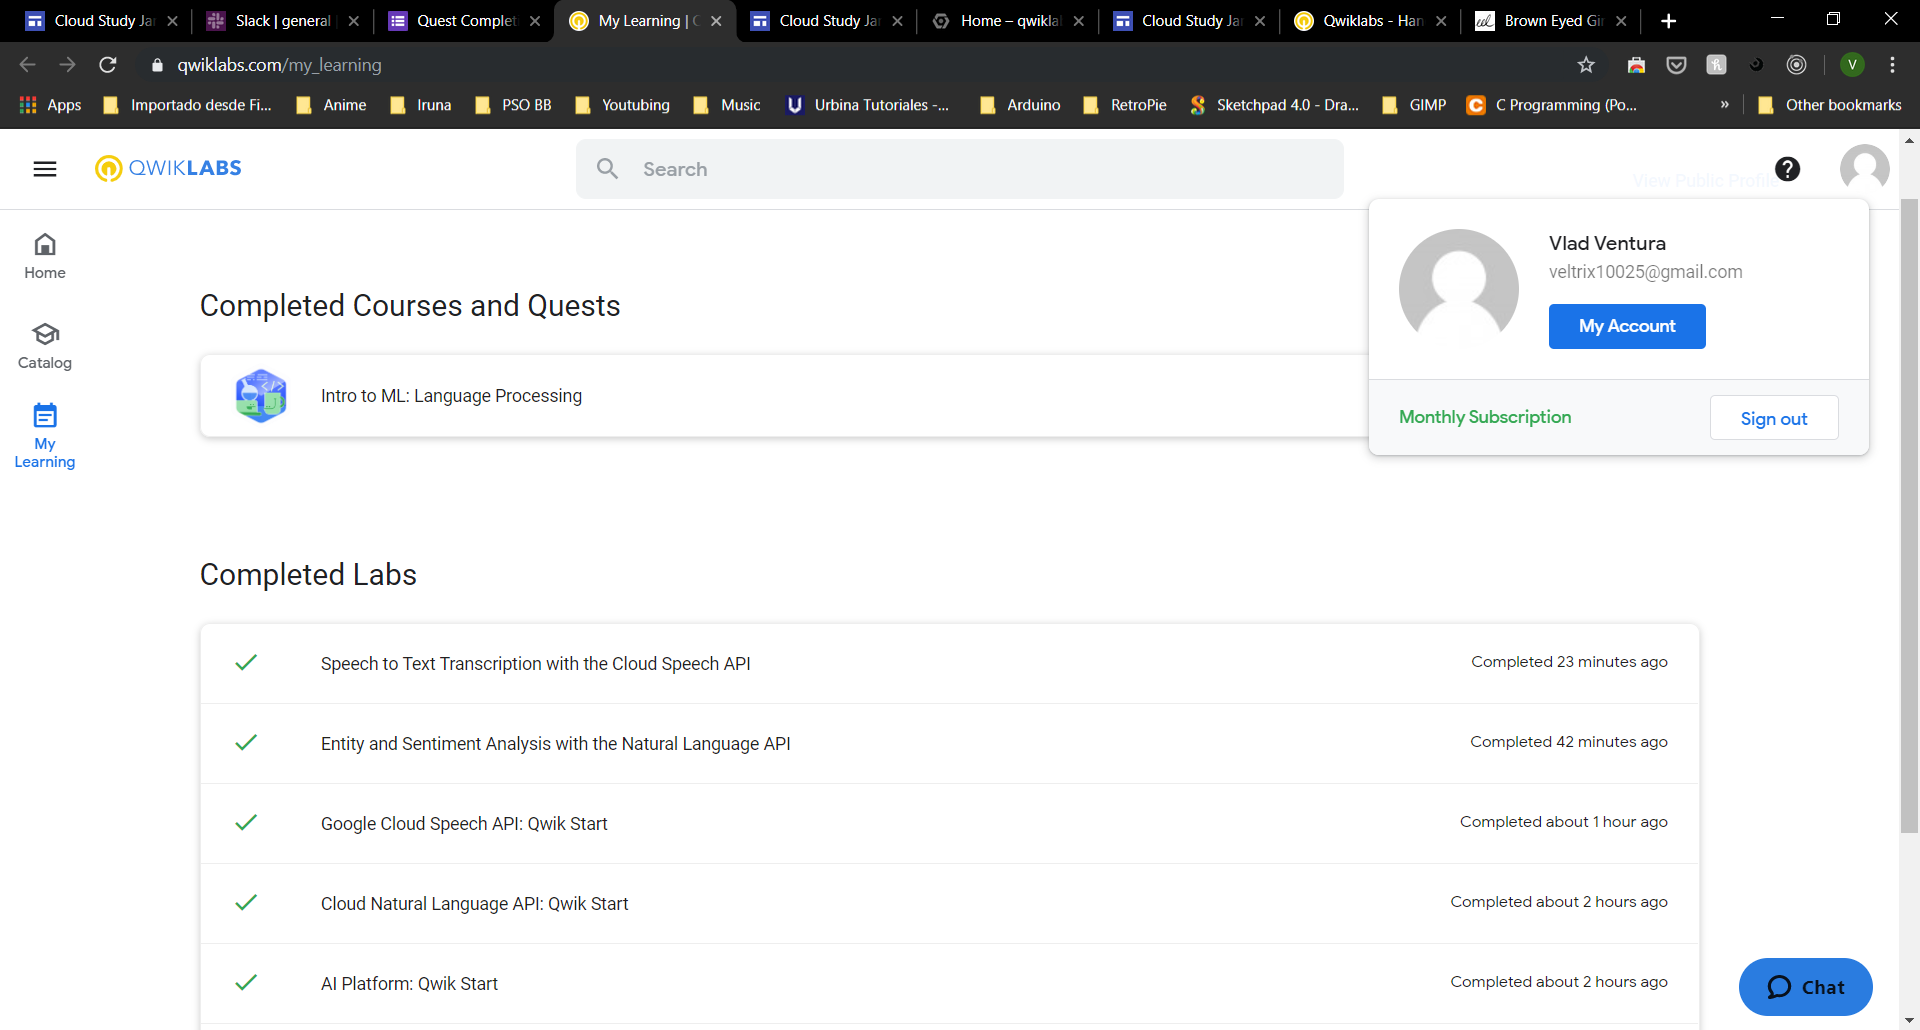 Cloud Study Ja
Slack | general
Quest Complet
My Learning |
Cloud Study Ja
Home – qwikla
Cloud Study Ja
Qwiklabs - Han
Brown Eyed Gir
qwiklabs.com/my_learning
V
Apps
Importado desde Fi...
Anime
Iruna
PSO BB
Youtubing
Music
Urbina Tutoriales -...
Arduino
RetroPie
Sketchpad 4.0 - Dra...
GIMP
C Programming (Po...
»
Other bookmarks
QWIKLABS
Search
View Public Profile
Vlad Ventura
veltrix10025@gmail.com
My Account
Monthly Subscription
Sign out
Home
Catalog
My
Learning
Completed Courses and Quests
Intro to ML: Language Processing
Completed Labs
Speech to Text Transcription with the Cloud Speech API
Completed 23 minutes ago
Entity and Sentiment Analysis with the Natural Language API
Completed 42 minutes ago
Google Cloud Speech API: Qwik Start
Completed about 1 hour ago
Cloud Natural Language API: Qwik Start
Completed about 2 hours ago
AI Platform: Qwik Start
Completed about 2 hours ago
Chat